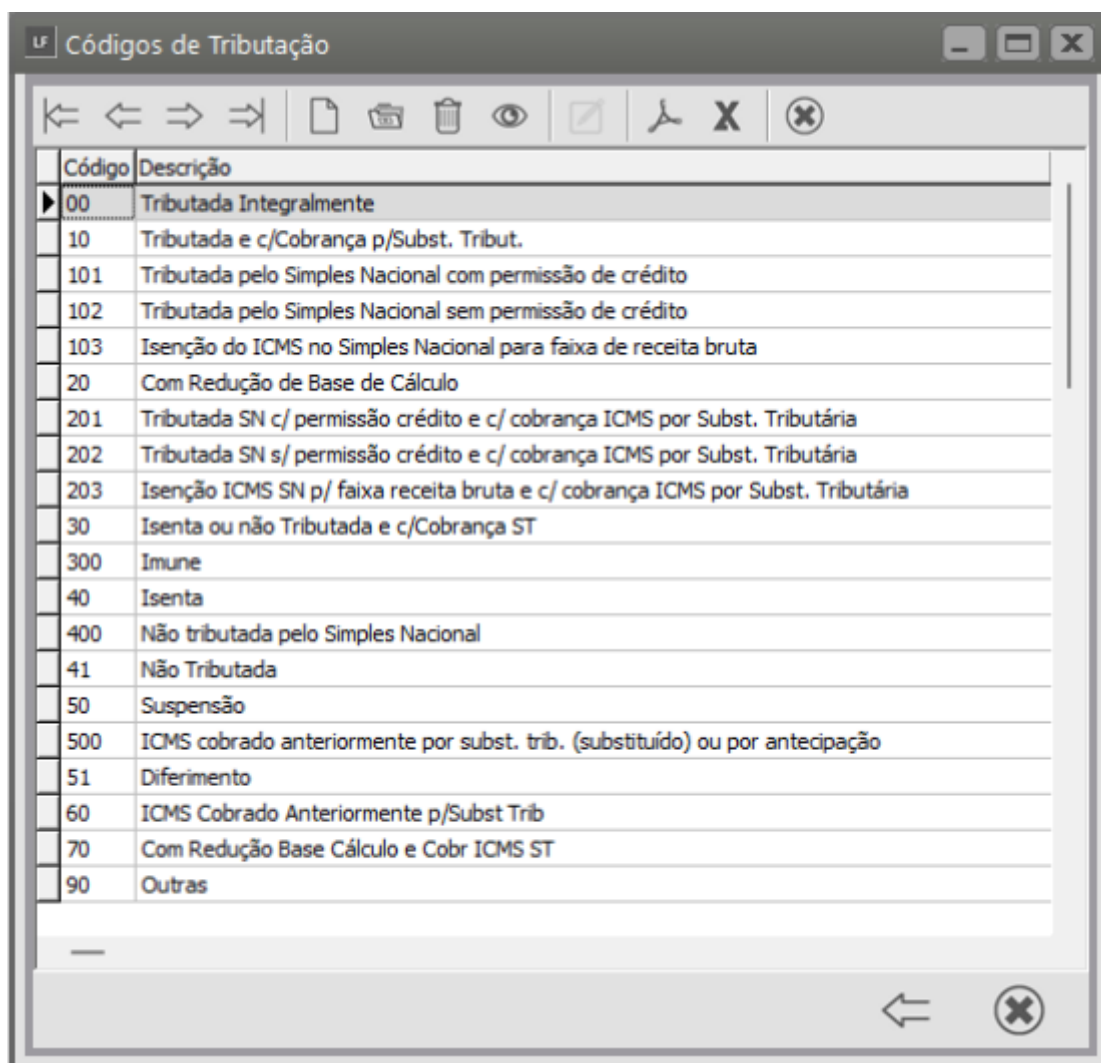 LF Códigos de Tributação
Código Descrição
00 Tributada Integralmente
10 Tributada e c/Cobrança p/Subst. Tribut.
101 Tributada pelo Simples Nacional com permissão de crédito
102 Tributada pelo Simples Nacional sem permissão de crédito
103 Isenção do ICMS no Simples Nacional para faixa de receita bruta
20 Com Redução de Base de Cálculo
201 Tributada SN c/ permissão crédito e c/ cobrança ICMS por Subst. Tributária
202 Tributada SN s/ permissão crédito e c/ cobrança ICMS por Subst. Tributária
203 Isenção ICMS SN p/ faixa receita bruta e c/ cobrança ICMS por Subst. Tributária
30 Isenta ou não Tributada e c/Cobrança ST
300 Imune
40 Isenta
400 Não tributada pelo Simples Nacional
41 Não Tributada
50 Suspensão
500 ICMS cobrado anteriormente por subst. trib. (substituído) ou por antecipação
51 Diferimento
60 ICMS Cobrado Anteriormente p/Subst Trib
70 Com Redução Base Cálculo e Cobr ICMS ST
90 Outras